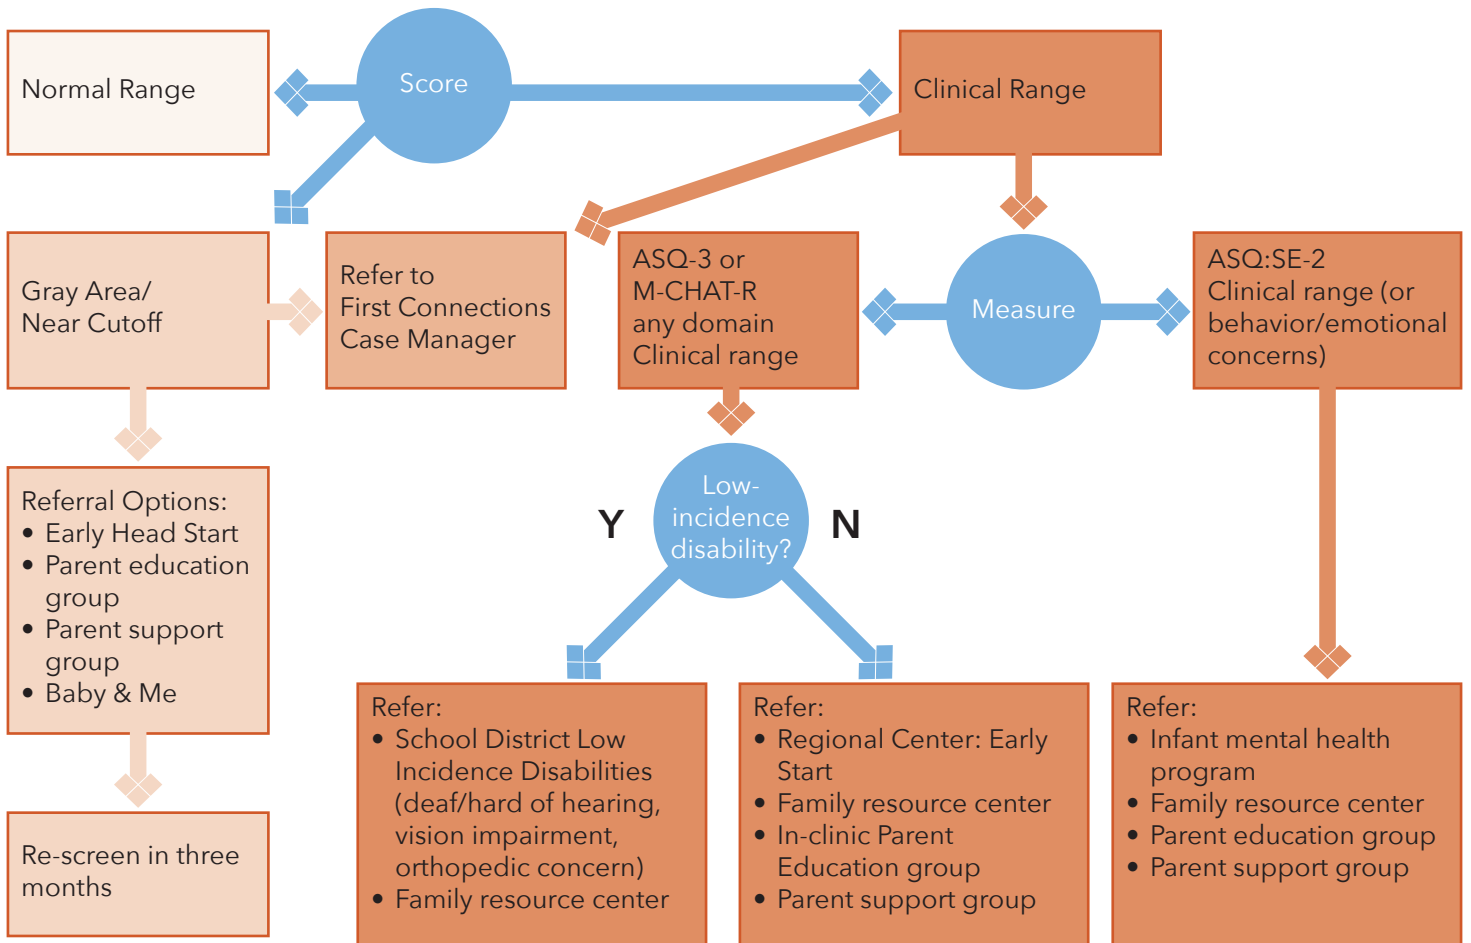 Normal Range
Score
Clinical Range
Gray Area/
Near Cutoff
Refer to
First Connections
Case Manager
ASQ-3 or
M-CHAT-R
any domain
Clinical range
Measure
ASQ:SE-2
Clinical range (or
behavior/emotional
concerns)
Referral Options:
• Early Head Start
• Parent education
group
• Parent support
group
• Baby & Me
Y
Low-
incidence
disability?
N
Re-screen in three
months
Refer:
• School District Low
Incidence Disabilities
(deaf/hard of hearing,
vision impairment,
orthopedic concern)
• Family resource center
Refer:
• Regional Center: Early
Start
• Family resource center
• In-clinic Parent
Education group
• Parent support group
Refer:
• Infant mental health
program
• Family resource center
• Parent education group
• Parent support group